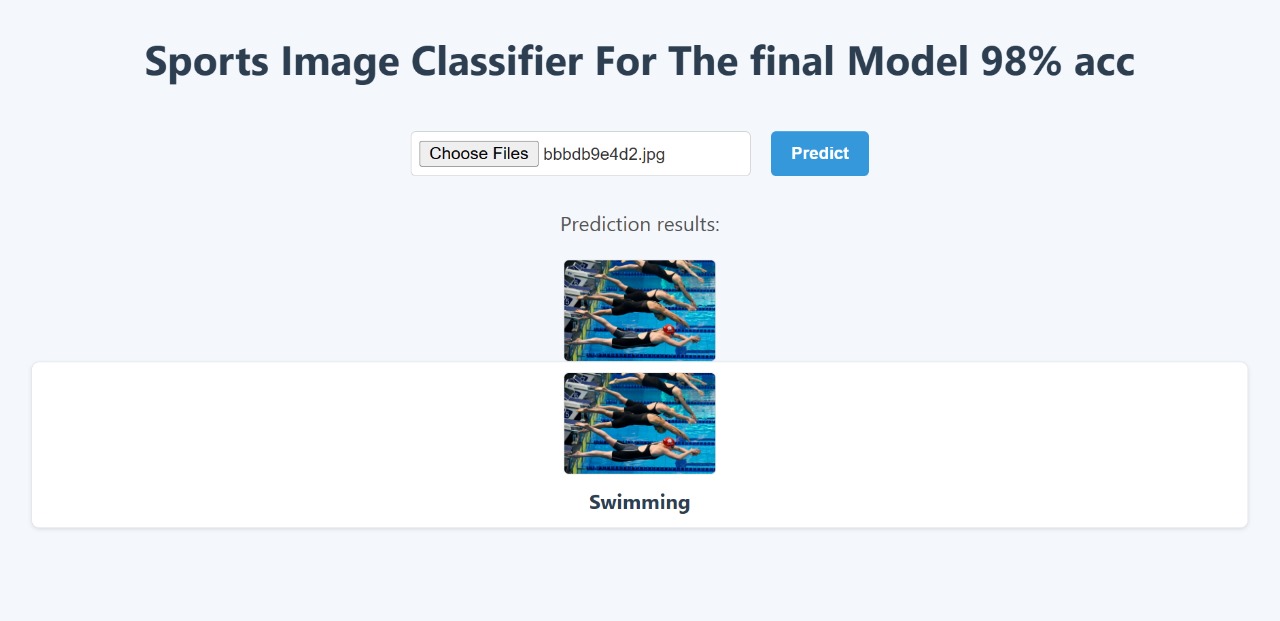 Sports Image Classifier For The final Model 98% acc
Choose Files bbbdb9e4d2.jpg
Predict
Prediction results:
Swimming